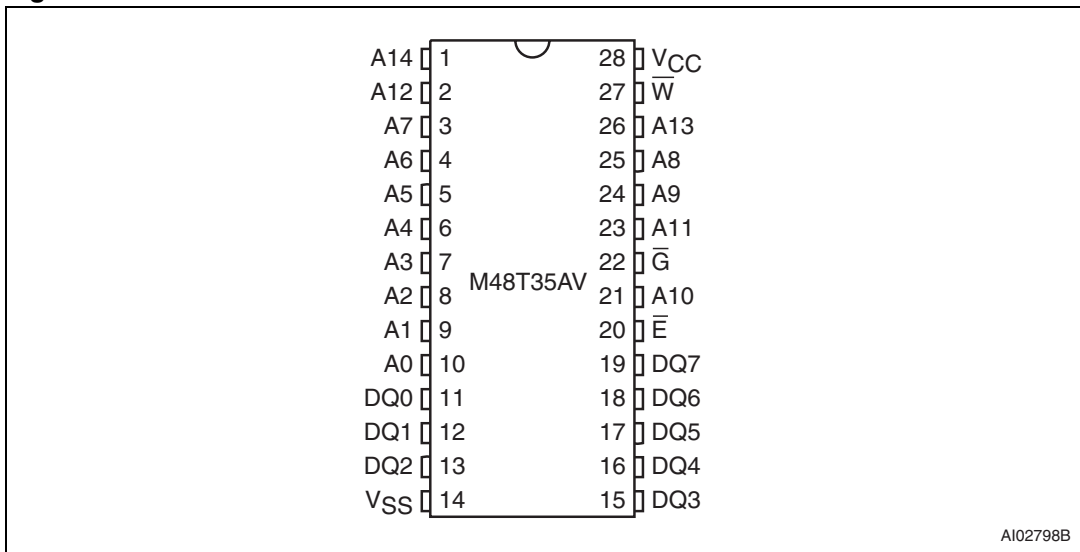 A14 1 28 VCC
A12 2 27 W̅
A7 3 26 A13
A6 4 25 A8
A5 5 24 A9
A4 6 23 A11
A3 7 22 G̅
M48T35AV
A2 8 21 A10
A1 9 20 E̅
A0 10 19 DQ7
DQ0 11 18 DQ6
DQ1 12 17 DQ5
DQ2 13 16 DQ4
VSS 14 15 DQ3
AI02798B